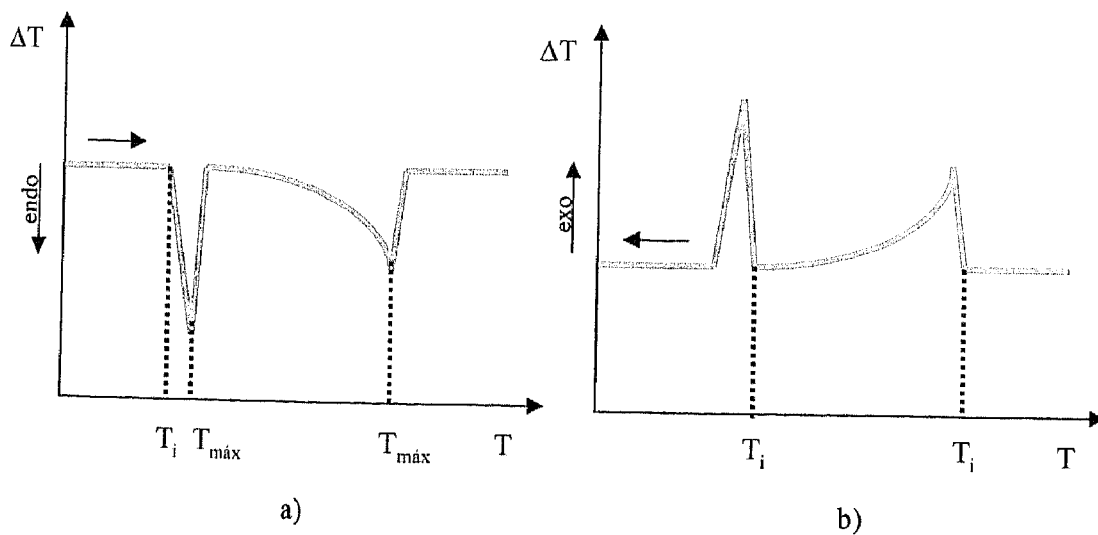 ΔT
endo
T_i T_máx T_máx T
a)
ΔT
exo
T_i T_i T
b)